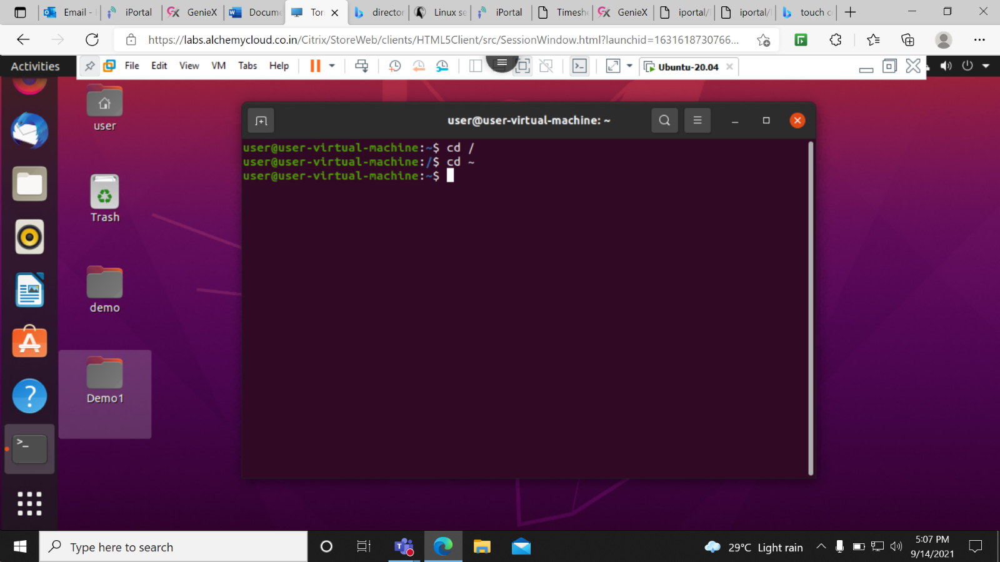 Email -
iPortal
GenieX
Docume
Tor
director
Linux se
iPortal
Timeshe
GenieX
iportal/
iportal/
touch c
https://labs.alchemycloud.co.in/Citrix/StoreWeb/clients/HTML5Client/src/SessionWindow.html?launchid=1631618730766...
Activities
File Edit View VM Tabs Help
Ubuntu-20.04
user
Trash
demo
Demo1
user@user-virtual-machine: ~
user@user-virtual-machine:~$ cd /
user@user-virtual-machine:/$ cd ~
user@user-virtual-machine:~$
Type here to search
29°C Light rain
5:07 PM
9/14/2021